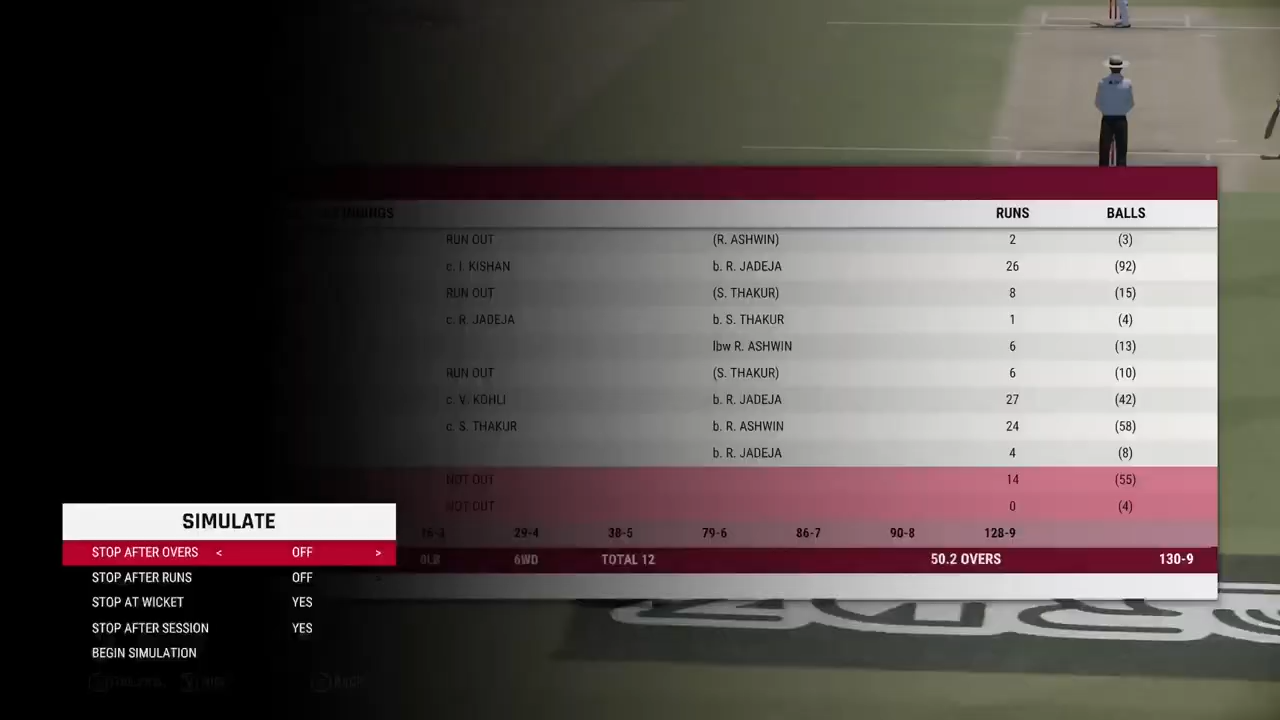 INNINGS RUNS BALLS
RUN OUT (R. ASHWIN) 2 (3)
c. I. KISHAN b. R. JADEJA 26 (92)
RUN OUT (S. THAKUR) 8 (15)
c. R. JADEJA b. S. THAKUR 1 (4)
lbw R. ASHWIN 6 (13)
RUN OUT (S. THAKUR) 6 (10)
c. V. KOHLI b. R. JADEJA 27 (42)
c. S. THAKUR b. R. ASHWIN 24 (58)
b. R. JADEJA 4 (8)
NOT OUT 14 (55)
NOT OUT 0 (4)
29-4 38-5 79-6 86-7 90-8 128-9
0LB 6WD TOTAL 12 50.2 OVERS 130-9
SIMULATE
STOP AFTER OVERS < OFF >
STOP AFTER RUNS OFF
STOP AT WICKET YES
STOP AFTER SESSION YES
BEGIN SIMULATION